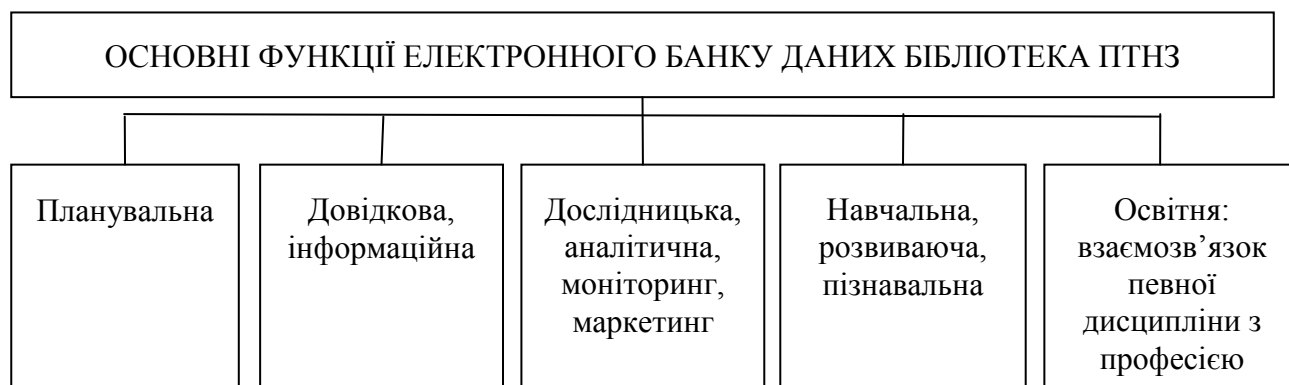 ОСНОВНІ ФУНКЦІЇ ЕЛЕКТРОННОГО БАНКУ ДАНИХ БІБЛІОТЕКА ПТНЗ
Планувальна
Довідкова,
інформаційна
Дослідницька,
аналітична,
моніторинг,
маркетинг
Навчальна,
розвиваюча,
пізнавальна
Освітня:
взаємозв’язок
певної
дисципліни з
професією